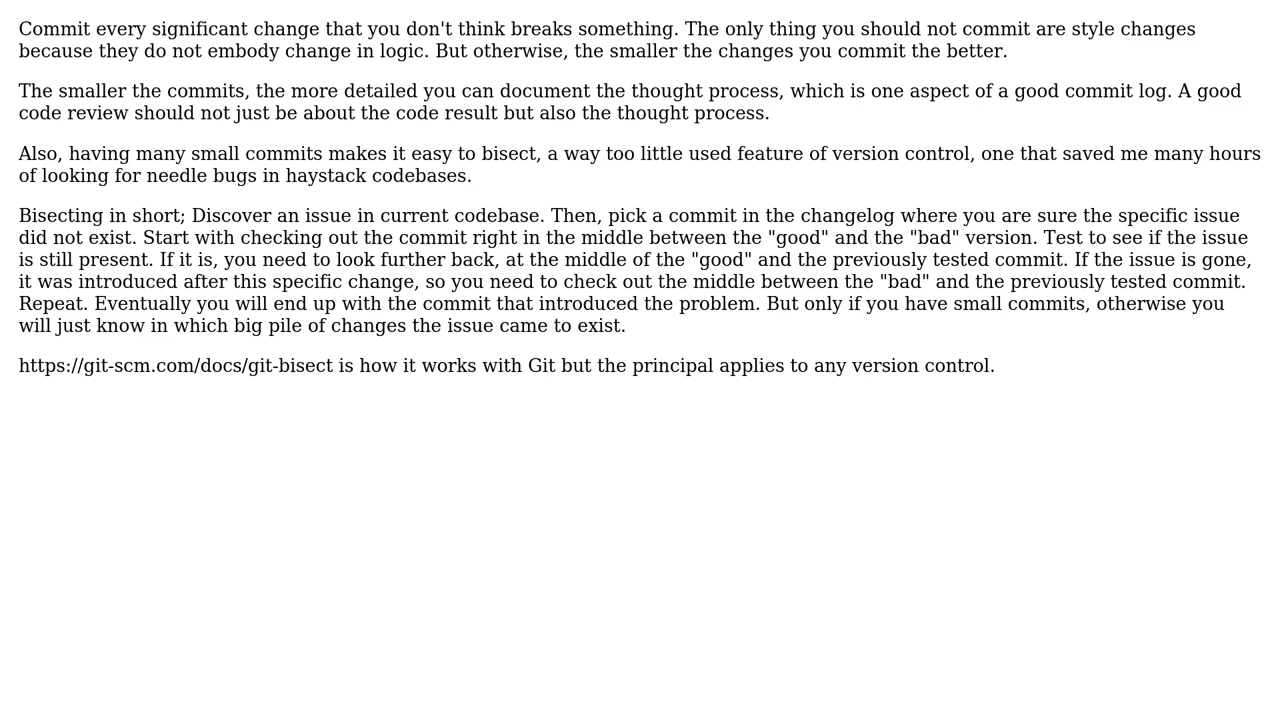 Commit every significant change that you don't think breaks something. The only thing you should not commit are style changes
because they do not embody change in logic. But otherwise, the smaller the changes you commit the better.
The smaller the commits, the more detailed you can document the thought process, which is one aspect of a good commit log. A good
code review should not just be about the code result but also the thought process.
Also, having many small commits makes it easy to bisect, a way too little used feature of version control, one that saved me many hours
of looking for needle bugs in haystack codebases.
Bisecting in short; Discover an issue in current codebase. Then, pick a commit in the changelog where you are sure the specific issue
did not exist. Start with checking out the commit right in the middle between the "good" and the "bad" version. Test to see if the issue
is still present. If it is, you need to look further back, at the middle of the "good" and the previously tested commit. If the issue is gone,
it was introduced after this specific change, so you need to check out the middle between the "bad" and the previously tested commit.
Repeat. Eventually you will end up with the commit that introduced the problem. But only if you have small commits, otherwise you
will just know in which big pile of changes the issue came to exist.
https://git-scm.com/docs/git-bisect is how it works with Git but the principal applies to any version control.